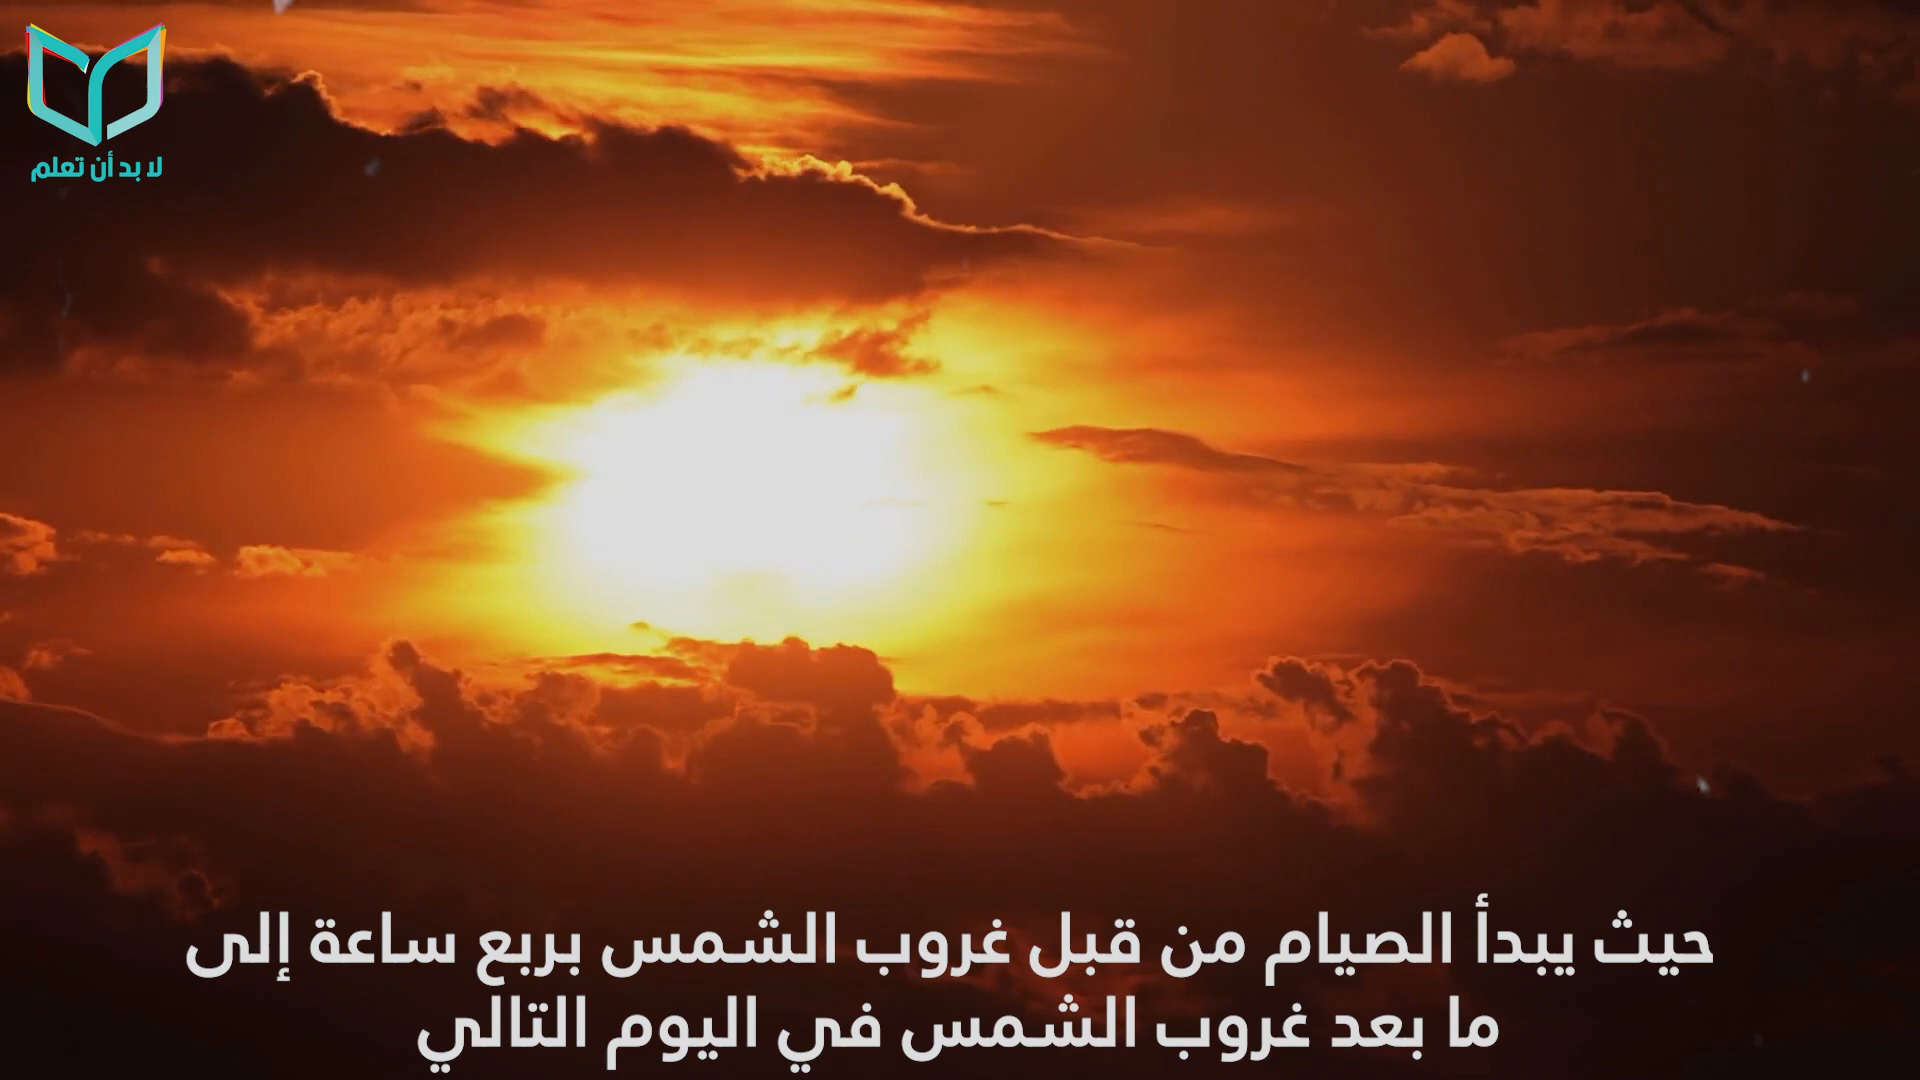 لا بد أن تعلم
حيث يبدأ الصيام من قبل غروب الشمس بربع ساعة إلى
ما بعد غروب الشمس في اليوم التالي